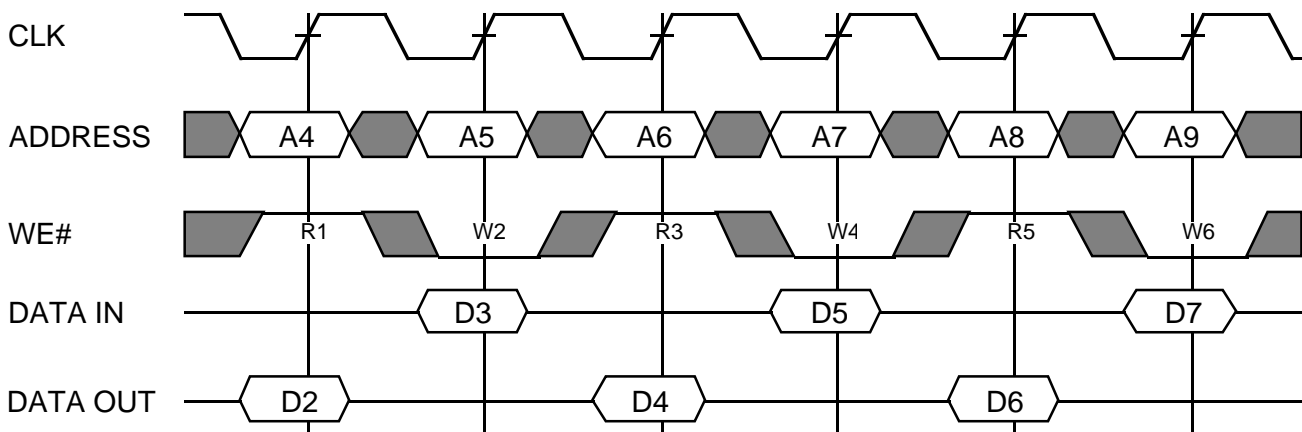 CLK
ADDRESS A4 A5 A6 A7 A8 A9
WE# R1 W2 R3 W4 R5 W6
DATA IN D3 D5 D7
DATA OUT D2 D4 D6